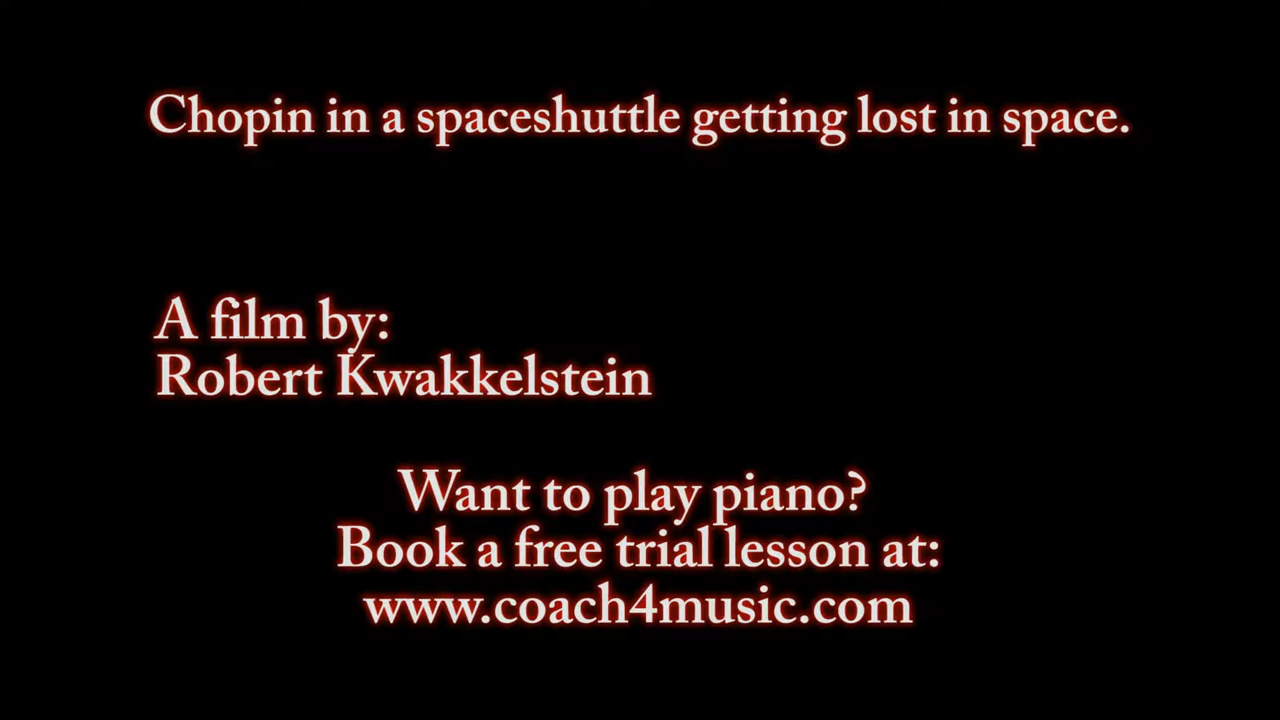 Chopin in a spaceshuttle getting lost in space.
A film by:
Robert Kwakkelstein
Want to play piano?
Book a free trial lesson at:
www.coach4music.com